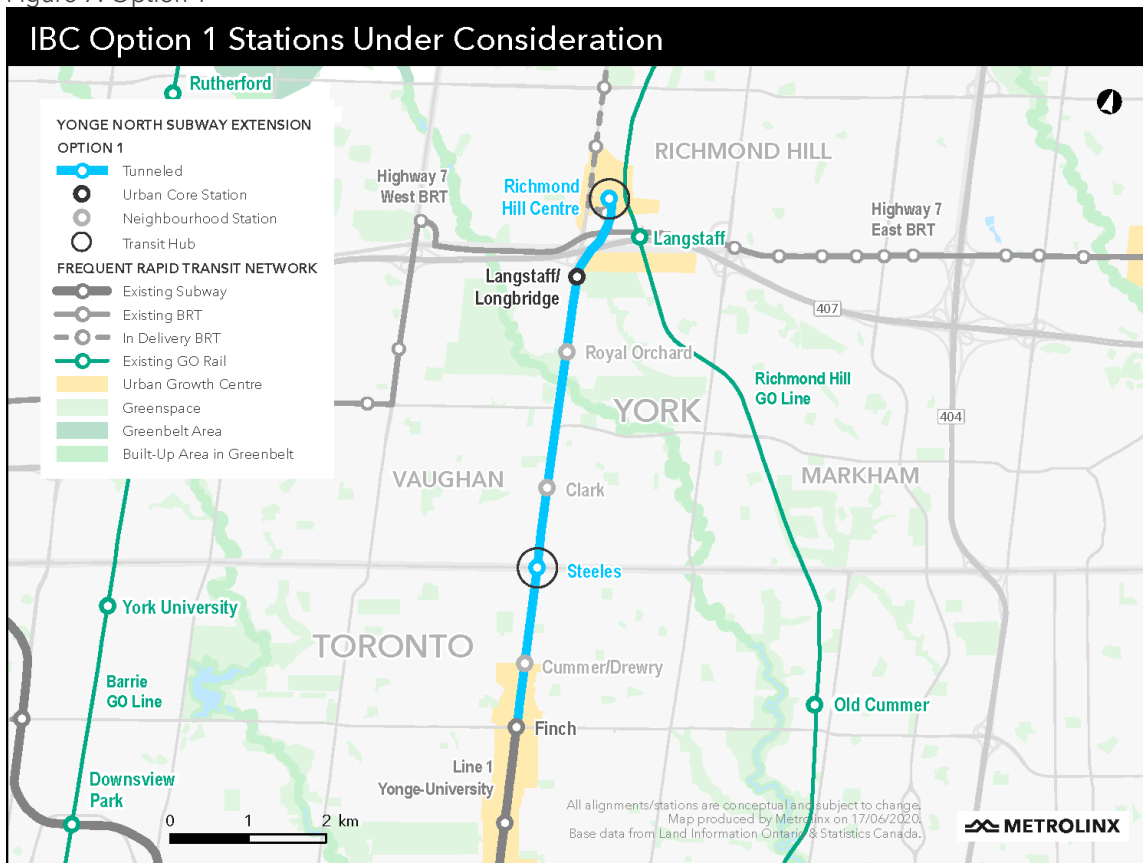 Figure 7: Option 1
IBC Option 1 Stations Under Consideration
Rutherford
YONGE NORTH SUBWAY EXTENSION
OPTION 1
Tunneled
Urban Core Station
Neighbourhood Station
Transit Hub
FREQUENT RAPID TRANSIT NETWORK
Existing Subway
Existing BRT
In Delivery BRT
Existing GO Rail
Urban Growth Centre
Greenspace
Greenbelt Area
Built-Up Area in Greenbelt
Highway 7
West BRT
Richmond
Hill Centre
RICHMOND HILL
Highway 7
East BRT
Langstaff
Langstaff/
Longbridge
407
Royal Orchard
Richmond Hill
GO Line
YORK
404
VAUGHAN
Clark
MARKHAM
Steeles
York University
TORONTO
Cummer/Drewry
Barrie
GO Line
Old Cummer
Finch
Line 1
Yonge-University
Downsview
Park
0 1 2 km
All alignments/stations are conceptual and subject to change.
Map produced by Metrolinx on 17/06/2020.
Base data from Land Information Ontario & Statistics Canada.
METROLINX